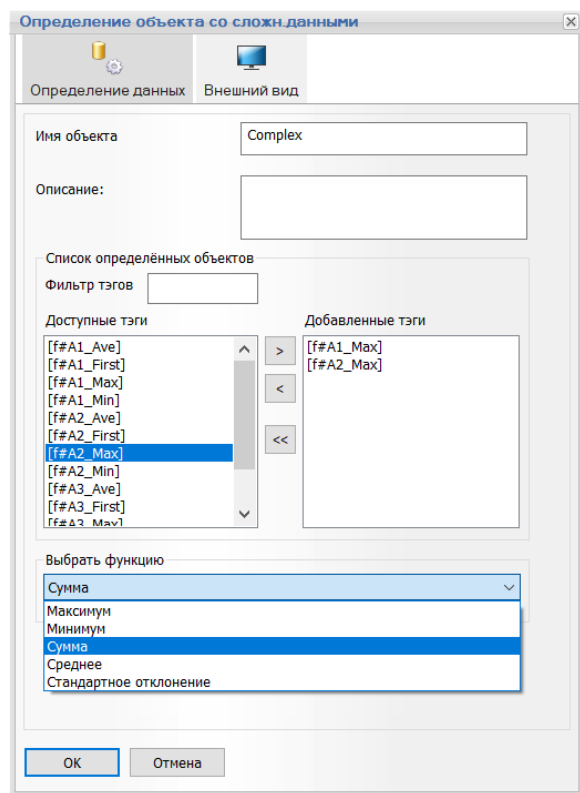 Определение объекта со сложн.данными
Определение данных
Внешний вид
Имя объекта
Complex
Описание:
Список определённых объектов
Фильтр тэгов
Доступные тэги
Добавленные тэги
[f#A1_Ave]
[f#A1_First]
[f#A1_Max]
[f#A1_Min]
[f#A2_Ave]
[f#A2_First]
[f#A2_Max]
[f#A2_Min]
[f#A3_Ave]
[f#A3_First]
[f#A3_Max]
>
<
<<
[f#A1_Max]
[f#A2_Max]
Выбрать функцию
Сумма
Максимум
Минимум
Сумма
Среднее
Стандартное отклонение
OK
Отмена